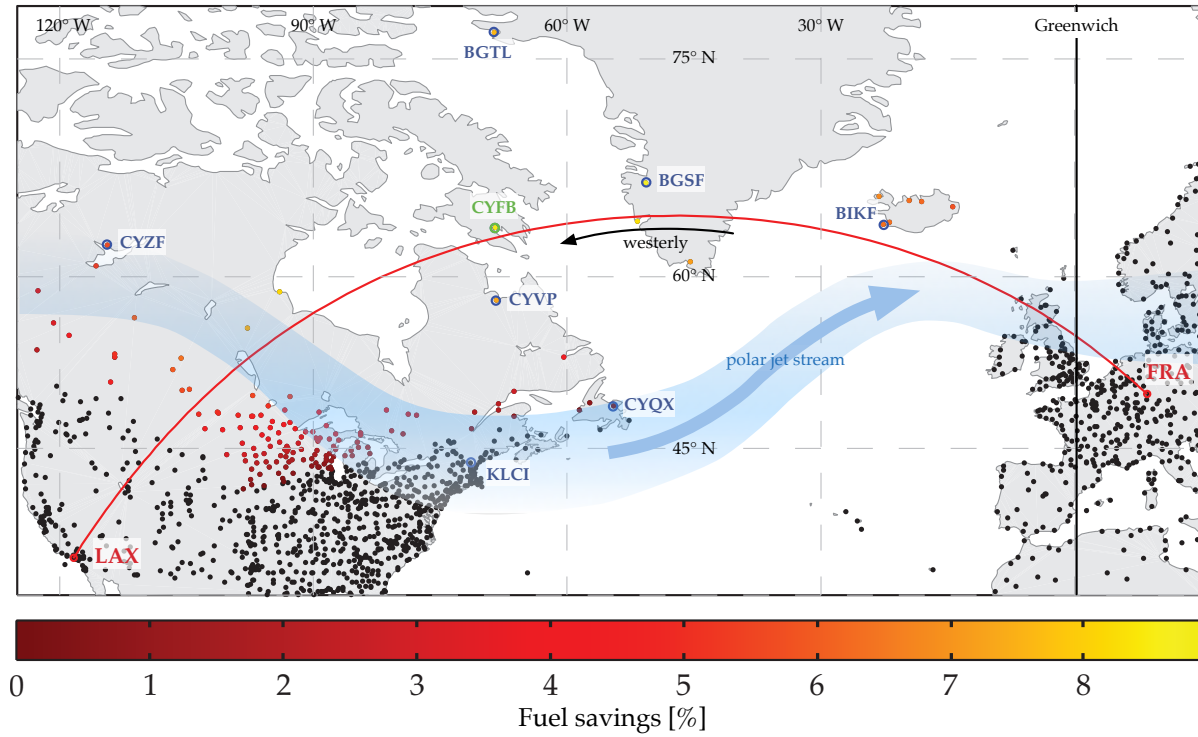 120° W 90° W 60° W 30° W Greenwich
BGTL
75° N
BGSF
CYFB
BIKF
westerly
CYZF
60° N
CYVP
polar jet stream
FRA
CYQX
45° N
KLCI
LAX
0 1 2 3 4 5 6 7 8
Fuel savings [%]